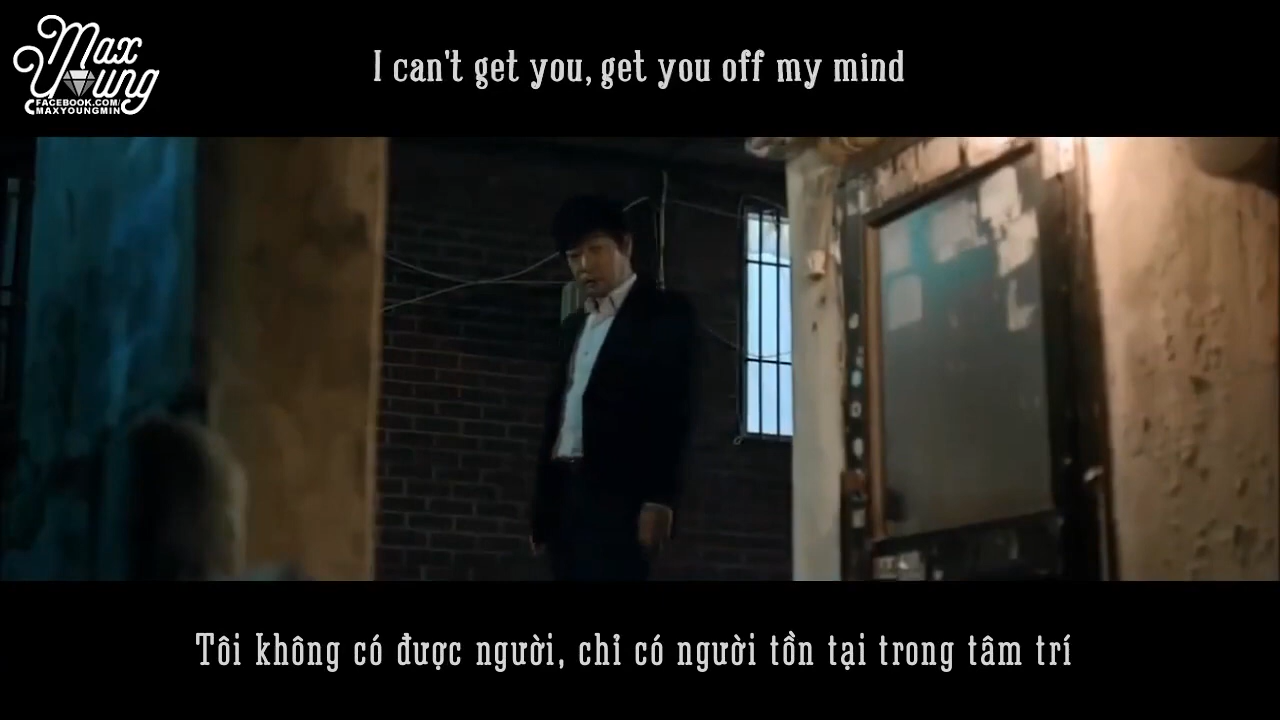 Max Young
FACEBOOK.COM/
MAXYOUNGMIN
I can't get you, get you off my mind
Tôi không có được người, chỉ có người tồn tại trong tâm trí